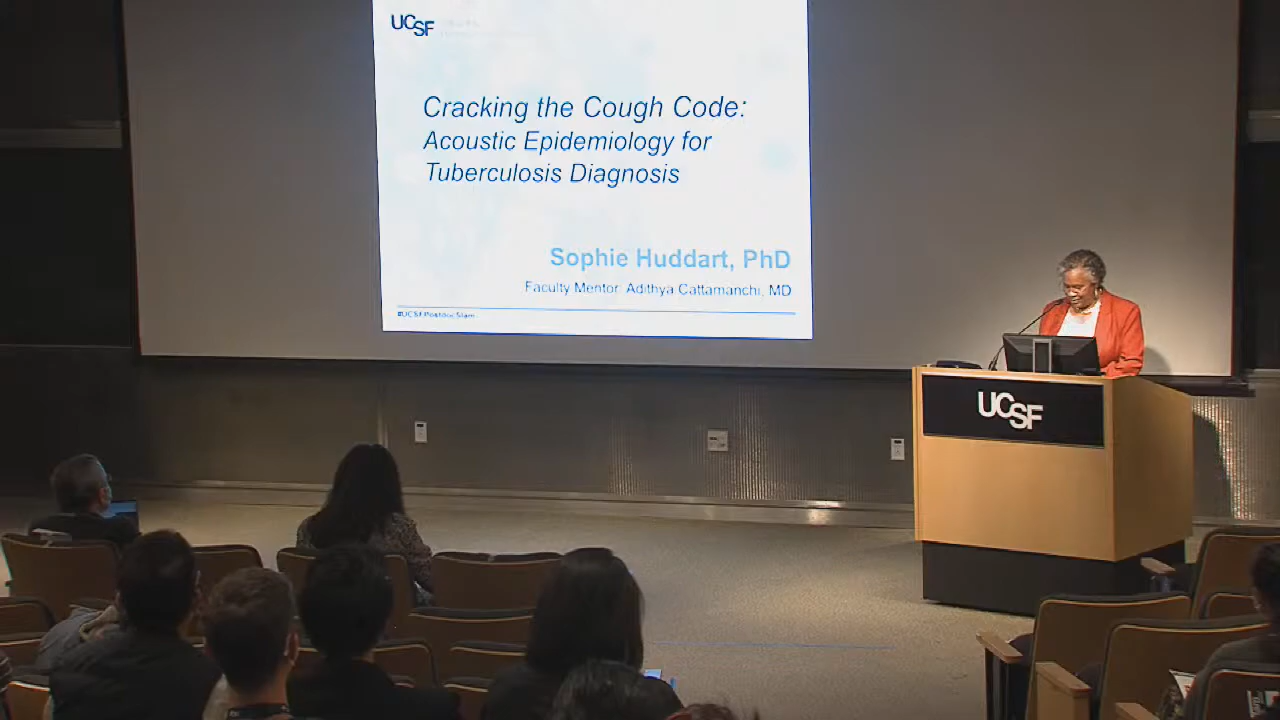 UCSF
Cracking the Cough Code:
Acoustic Epidemiology for
Tuberculosis Diagnosis
Sophie Huddart, PhD
Faculty Mentor: Adithya Cattamanchi, MD
#UCSFPostdocSlam
UCSF